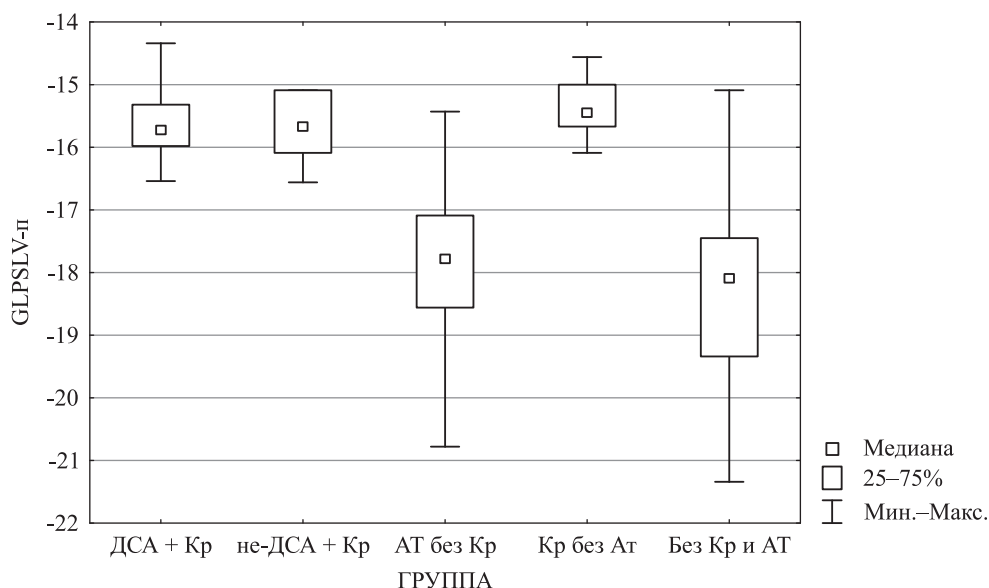 -14
-15
-16
-17
-18
-19
-20
-21
-22
GLPSLV-п
ДСА + Кр не-ДСА + Кр АТ без Кр Кр без Ат Без Кр и АТ
ГРУППА
Медиана
25–75%
Мин.–Макс.